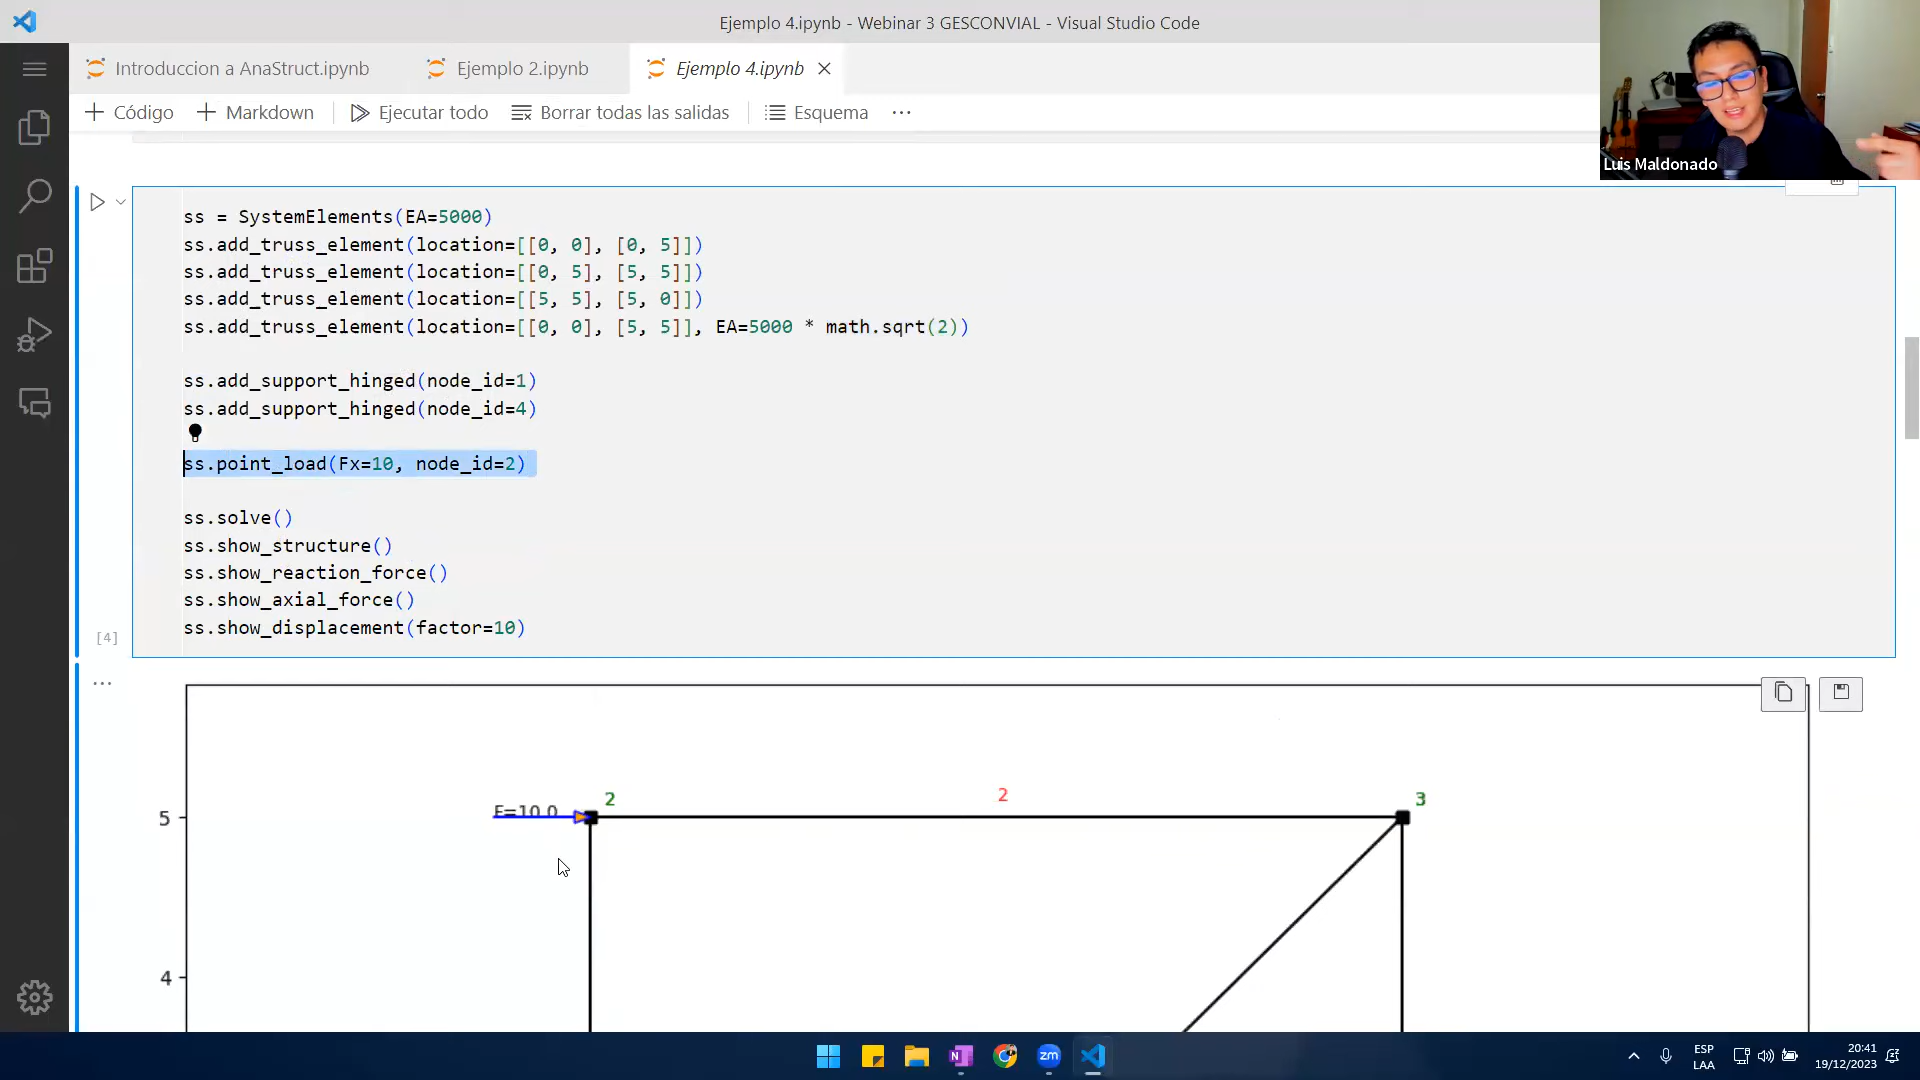 Ejemplo 4.ipynb - Webinar 3 GESCONVIAL - Visual Studio Code
Introduccion a AnaStruct.ipynb
Ejemplo 2.ipynb
Ejemplo 4.ipynb
Código
Markdown
Ejecutar todo
Borrar todas las salidas
Esquema
Luis Maldonado
ss = SystemElements(EA=5000)
ss.add_truss_element(location=[[0, 0], [0, 5]])
ss.add_truss_element(location=[[0, 5], [5, 5]])
ss.add_truss_element(location=[[5, 5], [5, 0]])
ss.add_truss_element(location=[[0, 0], [5, 5]], EA=5000 * math.sqrt(2))
ss.add_support_hinged(node_id=1)
ss.add_support_hinged(node_id=4)
ss.point_load(Fx=10, node_id=2)
ss.solve()
ss.show_structure()
ss.show_reaction_force()
ss.show_axial_force()
ss.show_displacement(factor=10)
[4]
2
2
3
F=10.0
5
4
zm
ESP
LAA
20:41
19/12/2023